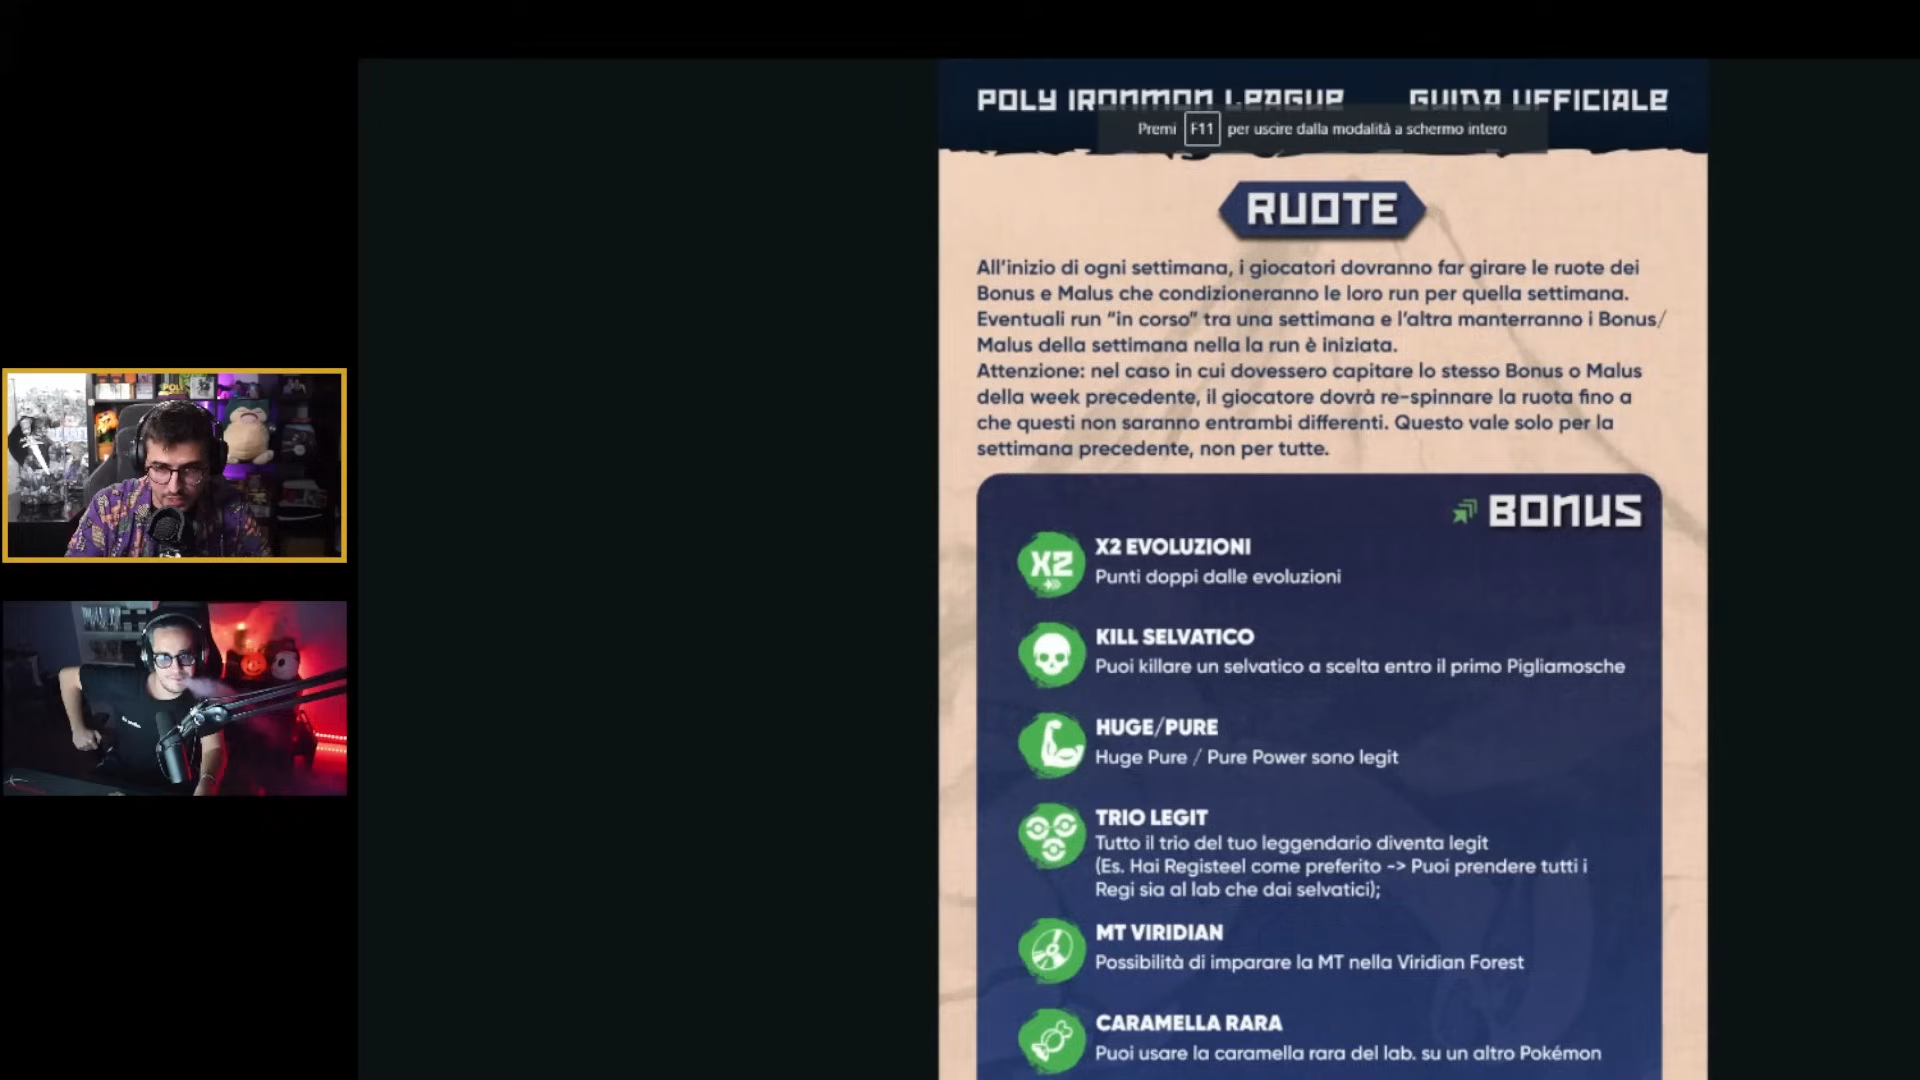 POLY IRONMON LEAGUE GUIDA UFFICIALE
Premi F11 per uscire dalla modalità a schermo intero
RUOTE
All'inizio di ogni settimana, i giocatori dovranno far girare le ruote dei
Bonus e Malus che condizioneranno le loro run per quella settimana.
Eventuali run "in corso" tra una settimana e l'altra manterranno i Bonus/
Malus della settimana nella la run è iniziata.
Attenzione: nel caso in cui dovessero capitare lo stesso Bonus o Malus
della week precedente, il giocatore dovrà re-spinnare la ruota fino a
che questi non saranno entrambi differenti. Questo vale solo per la
settimana precedente, non per tutte.
BONUS
X2
X2 EVOLUZIONI
Punti doppi dalle evoluzioni
KILL SELVATICO
Puoi killare un selvatico a scelta entro il primo Pigliamosche
HUGE/PURE
Huge Pure / Pure Power sono legit
TRIO LEGIT
Tutto il trio del tuo leggendario diventa legit
(Es. Hai Registeel come preferito -> Puoi prendere tutti i
Regi sia al lab che dai selvatici);
MT VIRIDIAN
Possibilità di imparare la MT nella Viridian Forest
CARAMELLA RARA
Puoi usare la caramella rara del lab. su un altro Pokémon